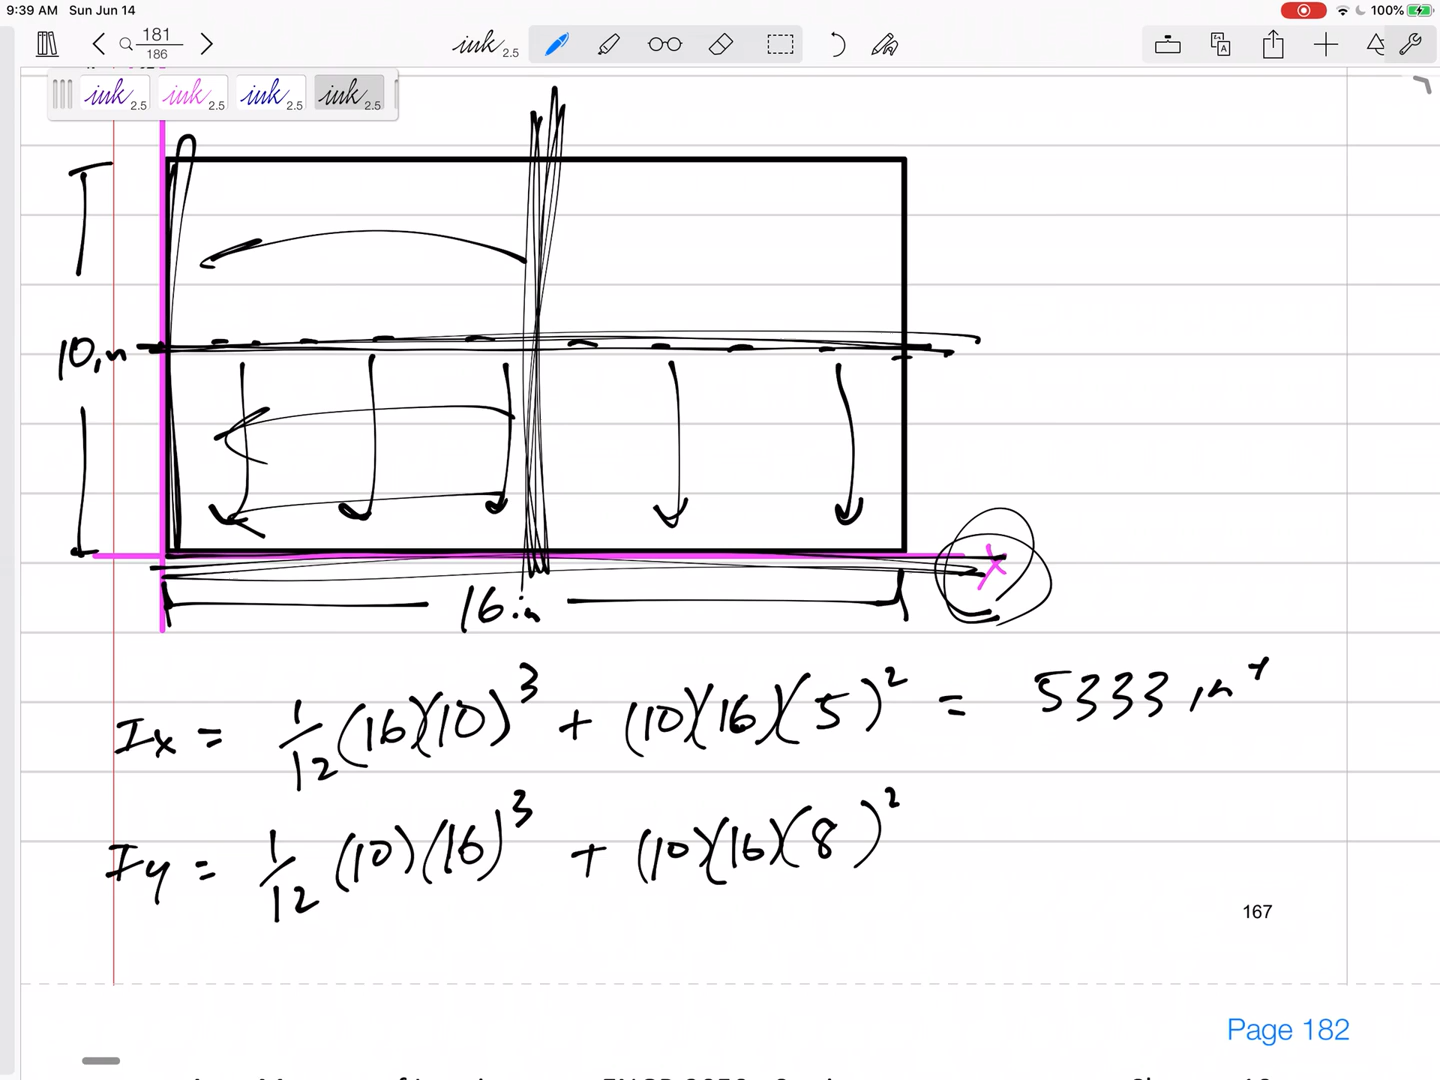 9:39 AM Sun Jun 14
100%
181
186
ink 2.5
ink 2.5 ink 2.5 ink 2.5 ink 2.5
10 in
X
16 in
Ix = 1/12 (16)(10)³ + (10)(16)(5)² = 5333 in⁴
Iy = 1/12 (10)(16)³ + (10)(16)(8)²
167
Page 182